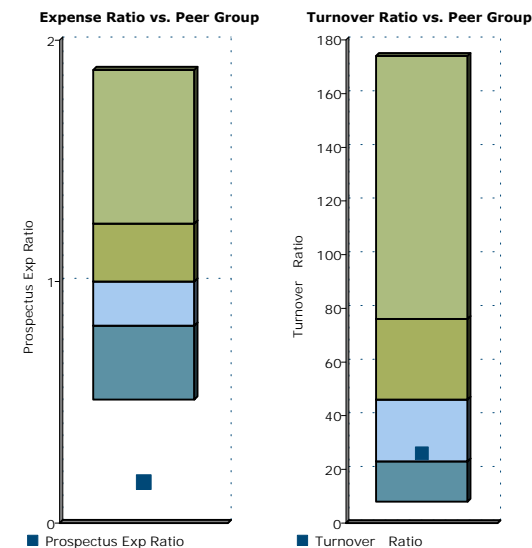 Expense Ratio vs. Peer Group
2
1
0
Prospectus Exp Ratio
Prospectus Exp Ratio
Turnover Ratio vs. Peer Group
180
160
140
120
100
80
60
40
20
0
Turnover Ratio
Turnover Ratio